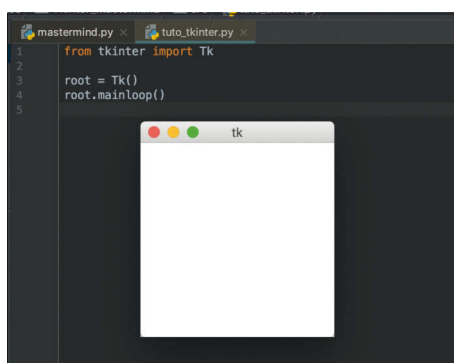 mastermind.py × tuto_tkinter.py ×
1 from tkinter import Tk
2
3 root = Tk()
4 root.mainloop()
5
tk